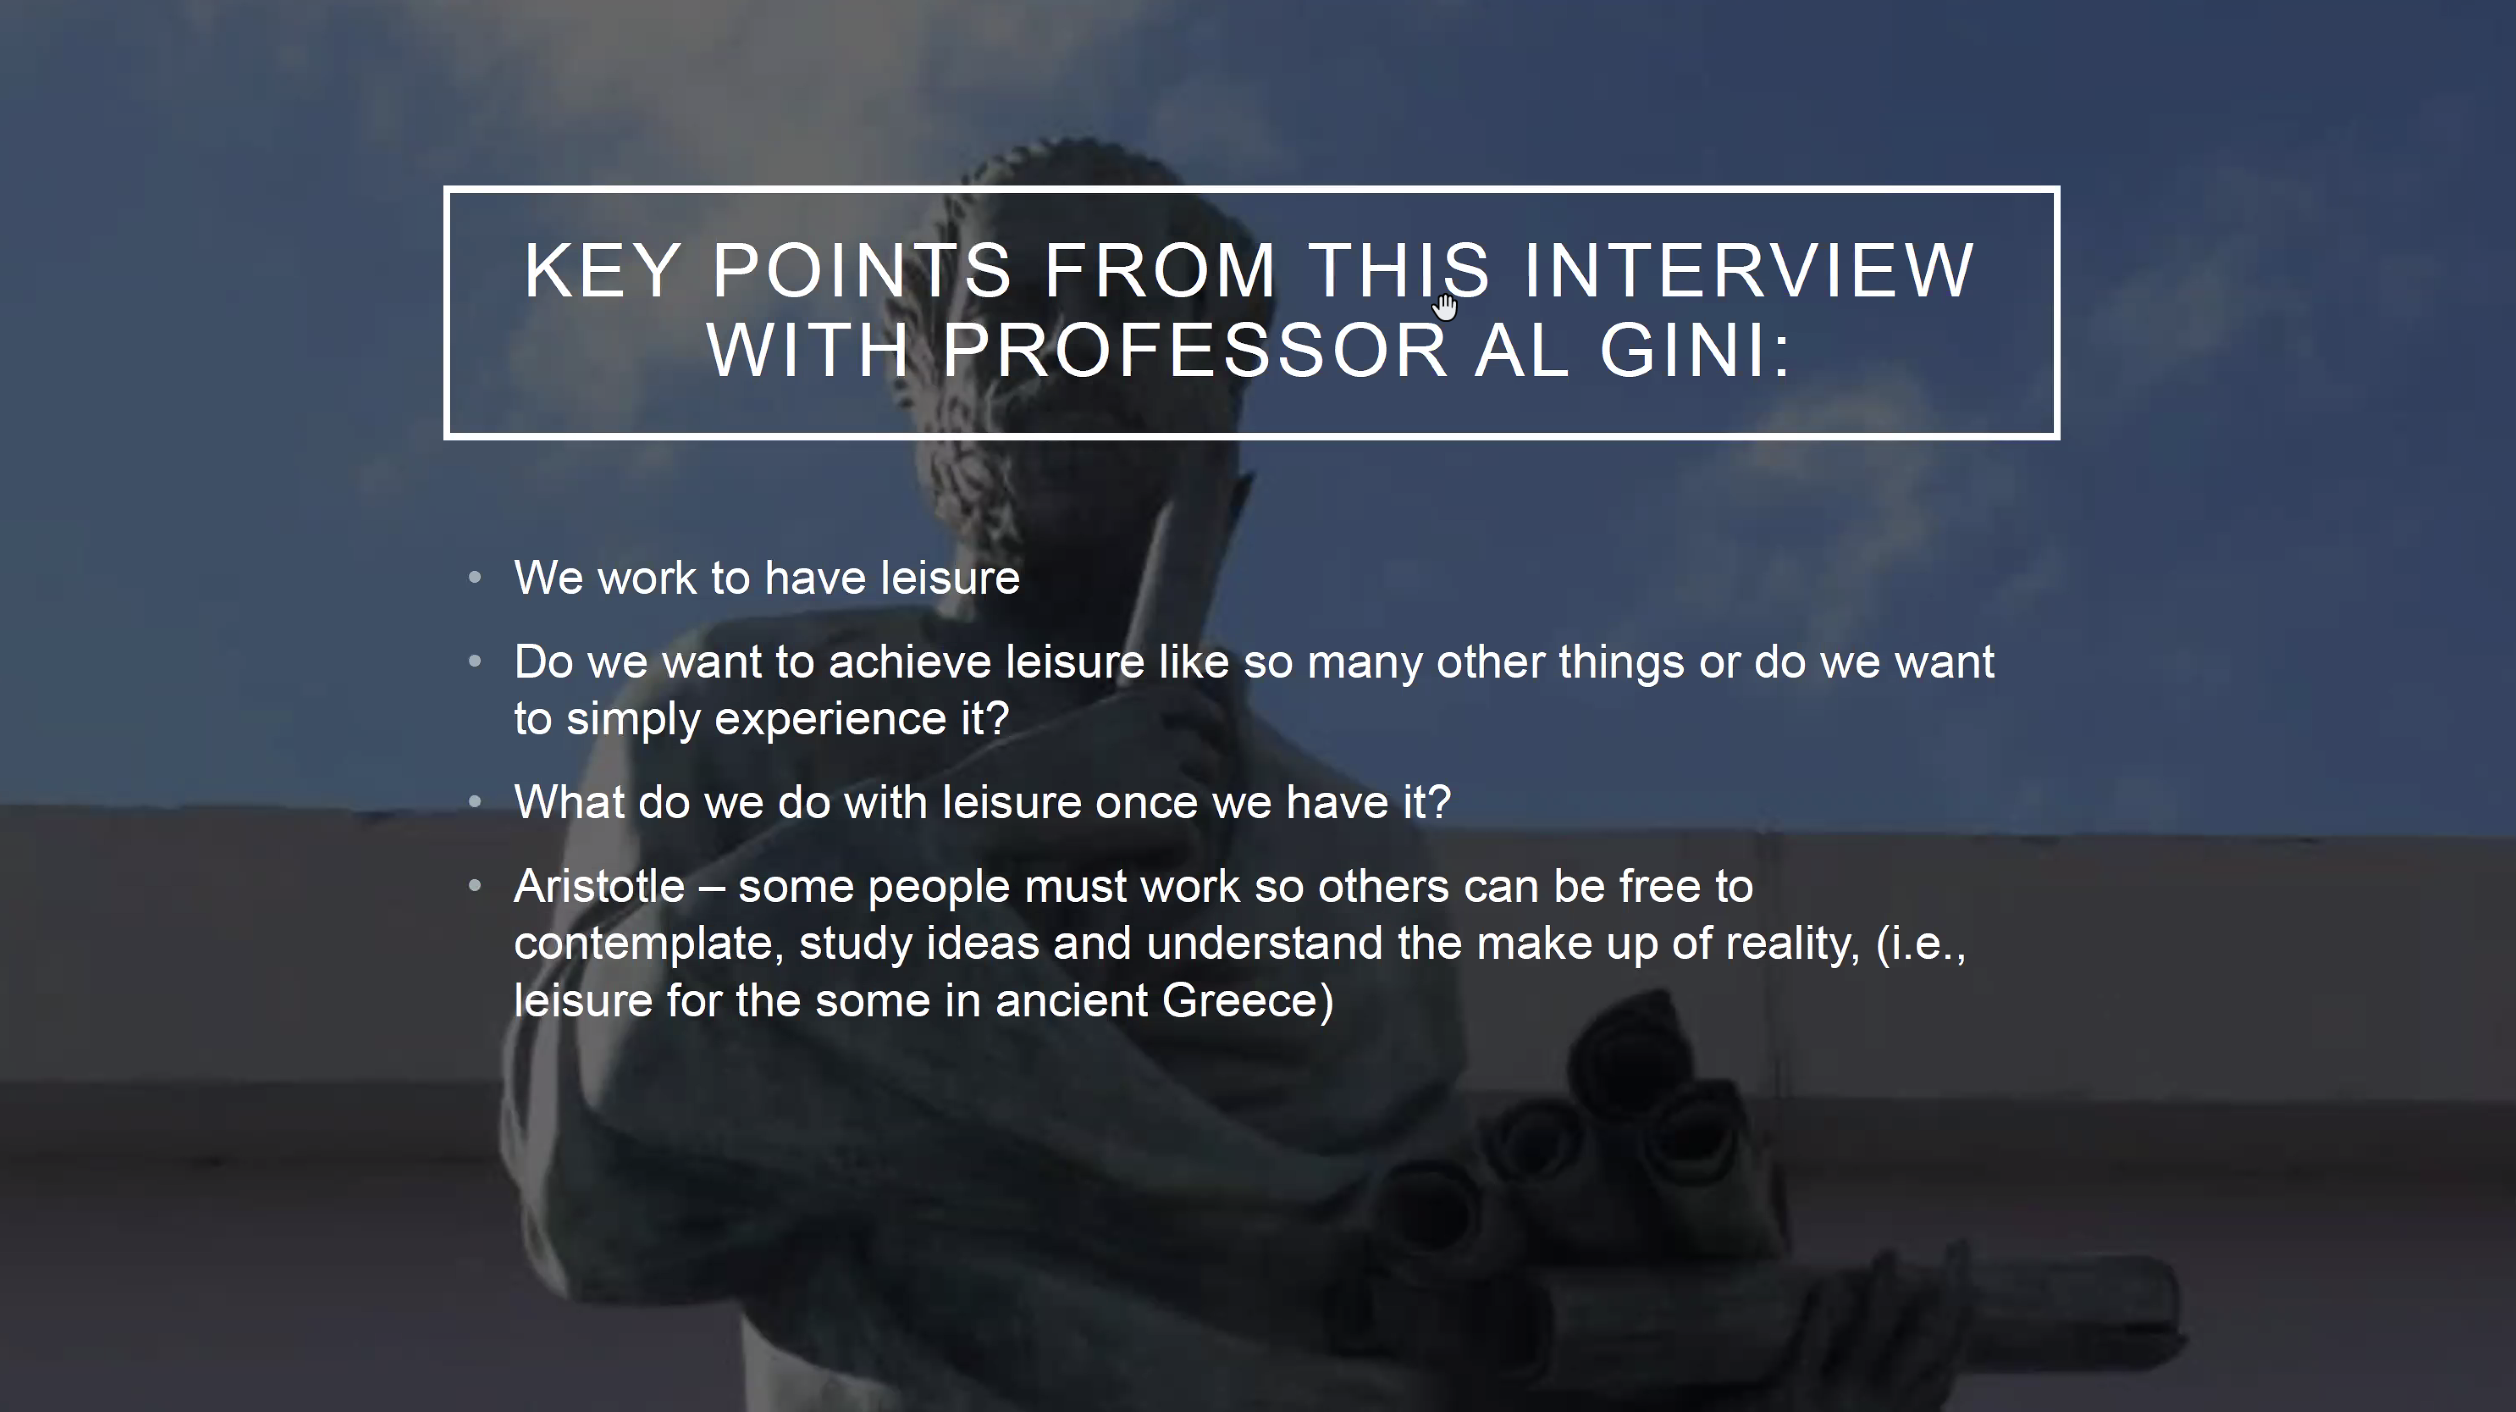 KEY POINTS FROM THIS INTERVIEW
WITH PROFESSOR AL GINI:
• We work to have leisure
• Do we want to achieve leisure like so many other things or do we want
to simply experience it?
• What do we do with leisure once we have it?
• Aristotle – some people must work so others can be free to
contemplate, study ideas and understand the make up of reality, (i.e.,
leisure for the some in ancient Greece)